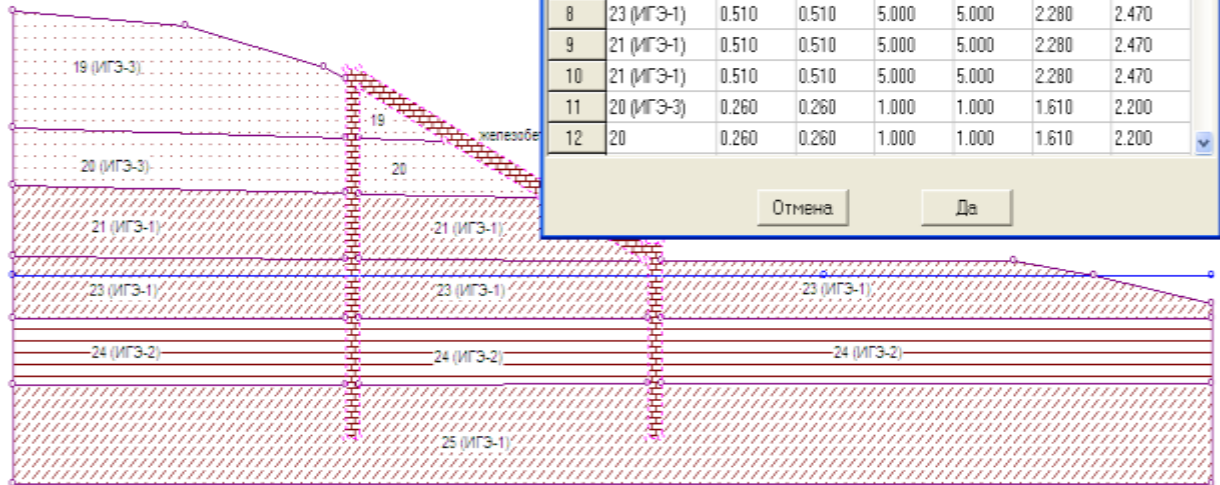 8 23 (ИГЭ-1) 0.510 0.510 5.000 5.000 2.280 2.470
9 21 (ИГЭ-1) 0.510 0.510 5.000 5.000 2.280 2.470
10 21 (ИГЭ-1) 0.510 0.510 5.000 5.000 2.280 2.470
11 20 (ИГЭ-3) 0.260 0.260 1.000 1.000 1.610 2.200
12 20 0.260 0.260 1.000 1.000 1.610 2.200
Отмена Да
19 (ИГЭ-3)
19
железобе
20 (ИГЭ-3)
20
21 (ИГЭ-1)
21 (ИГЭ-1)
23 (ИГЭ-1)
23 (ИГЭ-1)
23 (ИГЭ-1)
24 (ИГЭ-2)
24 (ИГЭ-2)
24 (ИГЭ-2)
25 (ИГЭ-1)